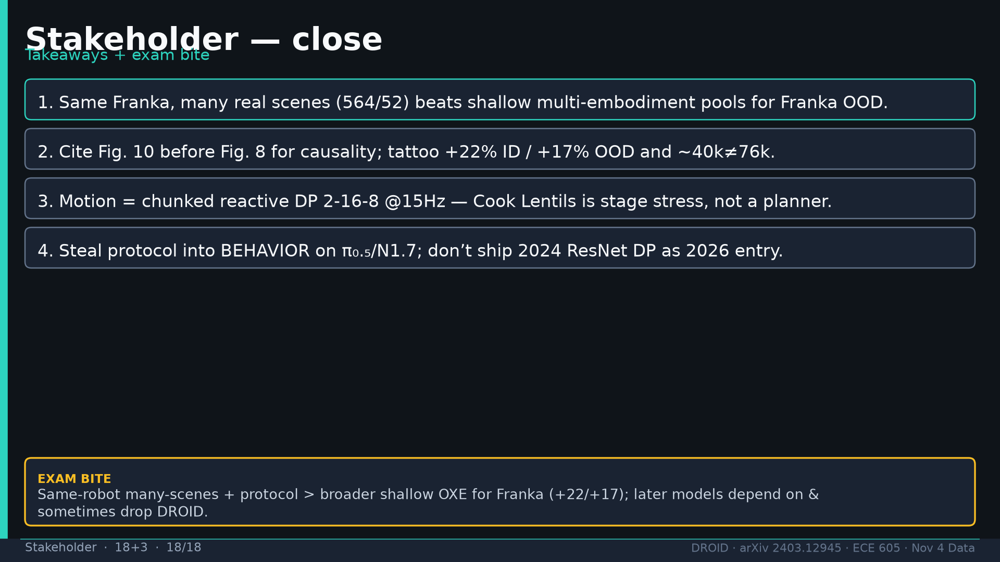 Stakeholder — close
Takeaways + exam bite
1. Same Franka, many real scenes (564/52) beats shallow multi-embodiment pools for Franka OOD.
2. Cite Fig. 10 before Fig. 8 for causality; tattoo +22% ID / +17% OOD and ~40k≠76k.
3. Motion = chunked reactive DP 2-16-8 @15Hz — Cook Lentils is stage stress, not a planner.
4. Steal protocol into BEHAVIOR on π₀.₅/N1.7; don’t ship 2024 ResNet DP as 2026 entry.
EXAM BITE
Same-robot many-scenes + protocol > broader shallow OXE for Franka (+22/+17); later models depend on &
sometimes drop DROID.
Stakeholder · 18+3 · 18/18
DROID · arXiv 2403.12945 · ECE 605 · Nov 4 Data